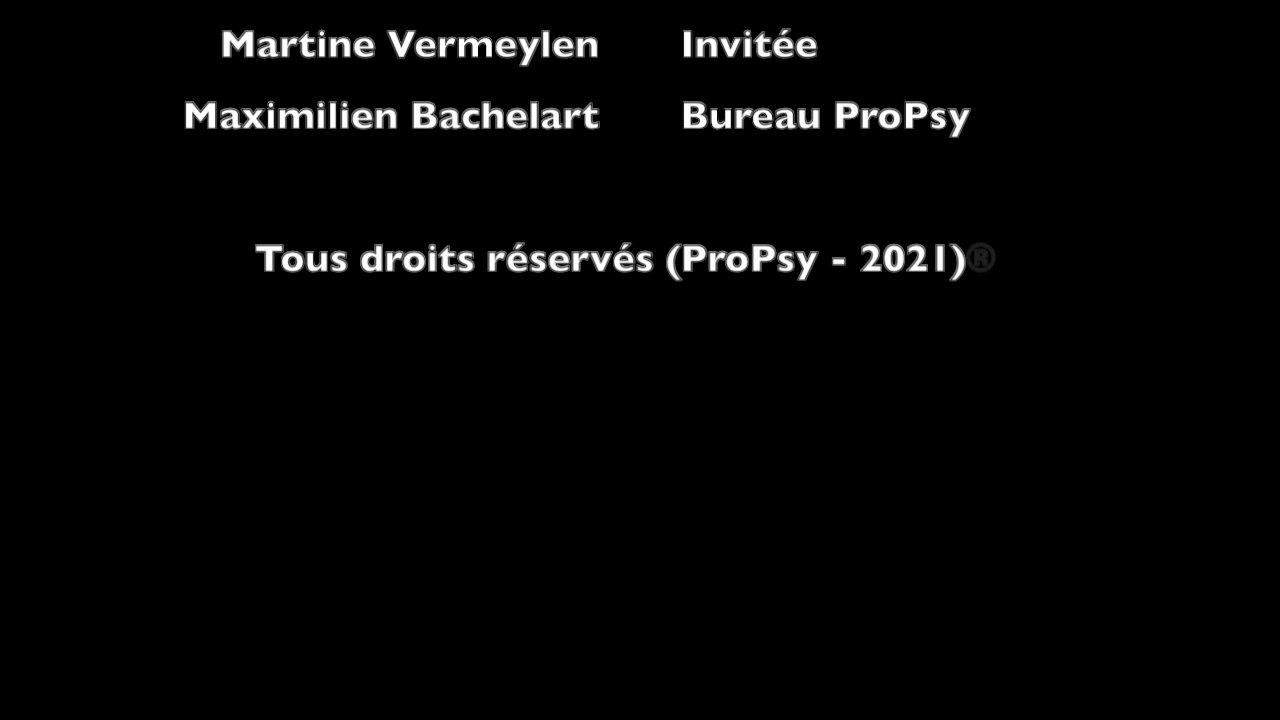 Martine Vermeylen Invitée
Maximilien Bachelart Bureau ProPsy
Tous droits réservés (ProPsy - 2021)®